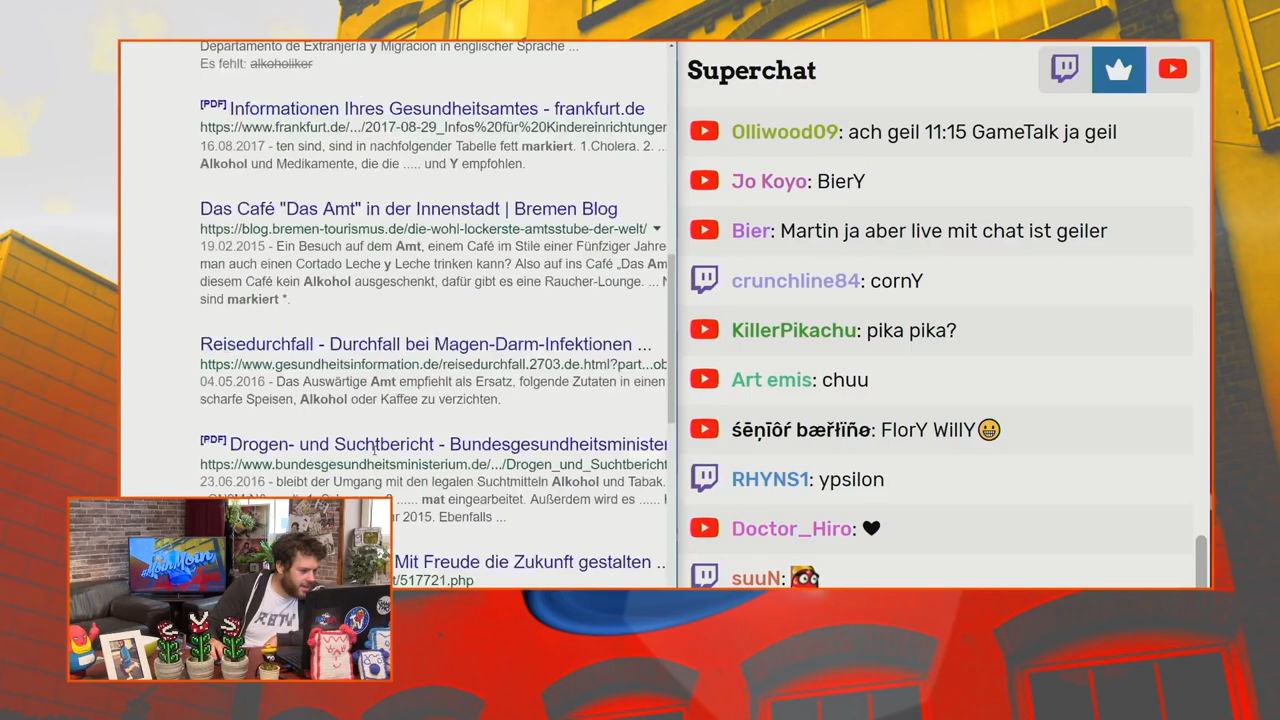 Departamento de Extranjería y Migración in englischer Sprache ...
Es fehlt: alkoholiker
[PDF] Informationen Ihres Gesundheitsamtes - frankfurt.de
https://www.frankfurt.de/.../2017-08-29_Infos%20für%20Kindereinrichtunger
16.08.2017 - ten sind, sind in nachfolgender Tabelle fett markiert. 1.Cholera. 2. ...
Alkohol und Medikamente, die die ..... und Y empfohlen.
Das Café "Das Amt" in der Innenstadt | Bremen Blog
https://blog.bremen-tourismus.de/die-wohl-lockerste-amtsstube-der-welt/
19.02.2015 - Ein Besuch auf dem Amt, einem Café im Stile einer Fünfziger Jahre
man auch einen Cortado Leche y Leche trinken kann? Also auf ins Café „Das Am
diesem Café kein Alkohol ausgeschenkt, dafür gibt es eine Raucher-Lounge. ... N
sind markiert *.
Reisedurchfall - Durchfall bei Magen-Darm-Infektionen ...
https://www.gesundheitsinformation.de/reisedurchfall.2703.de.html?part...ob
04.05.2016 - Das Auswärtige Amt empfiehlt als Ersatz, folgende Zutaten in einen
scharfe Speisen, Alkohol oder Kaffee zu verzichten.
[PDF] Drogen- und Suchtbericht - Bundesgesundheitsminister
https://www.bundesgesundheitsministerium.de/.../Drogen_und_Suchtbericht
23.06.2016 - bleibt der Umgang mit den legalen Suchtmitteln Alkohol und Tabak.
...... mat eingearbeitet. Außerdem wird es .....
hr 2015. Ebenfalls ...
Mit Freude die Zukunft gestalten ...
t/517721.php
#MoinMoin
Superchat
Olliwood09: ach geil 11:15 GameTalk ja geil
Jo Koyo: BierY
Bier: Martin ja aber live mit chat ist geiler
crunchline84: cornY
KillerPikachu: pika pika?
Art emis: chuu
śēņīôŕ bæřłïñø: FlorY WillY😀
RHYNS1: ypsilon
Doctor_Hiro: ♥
suuN: